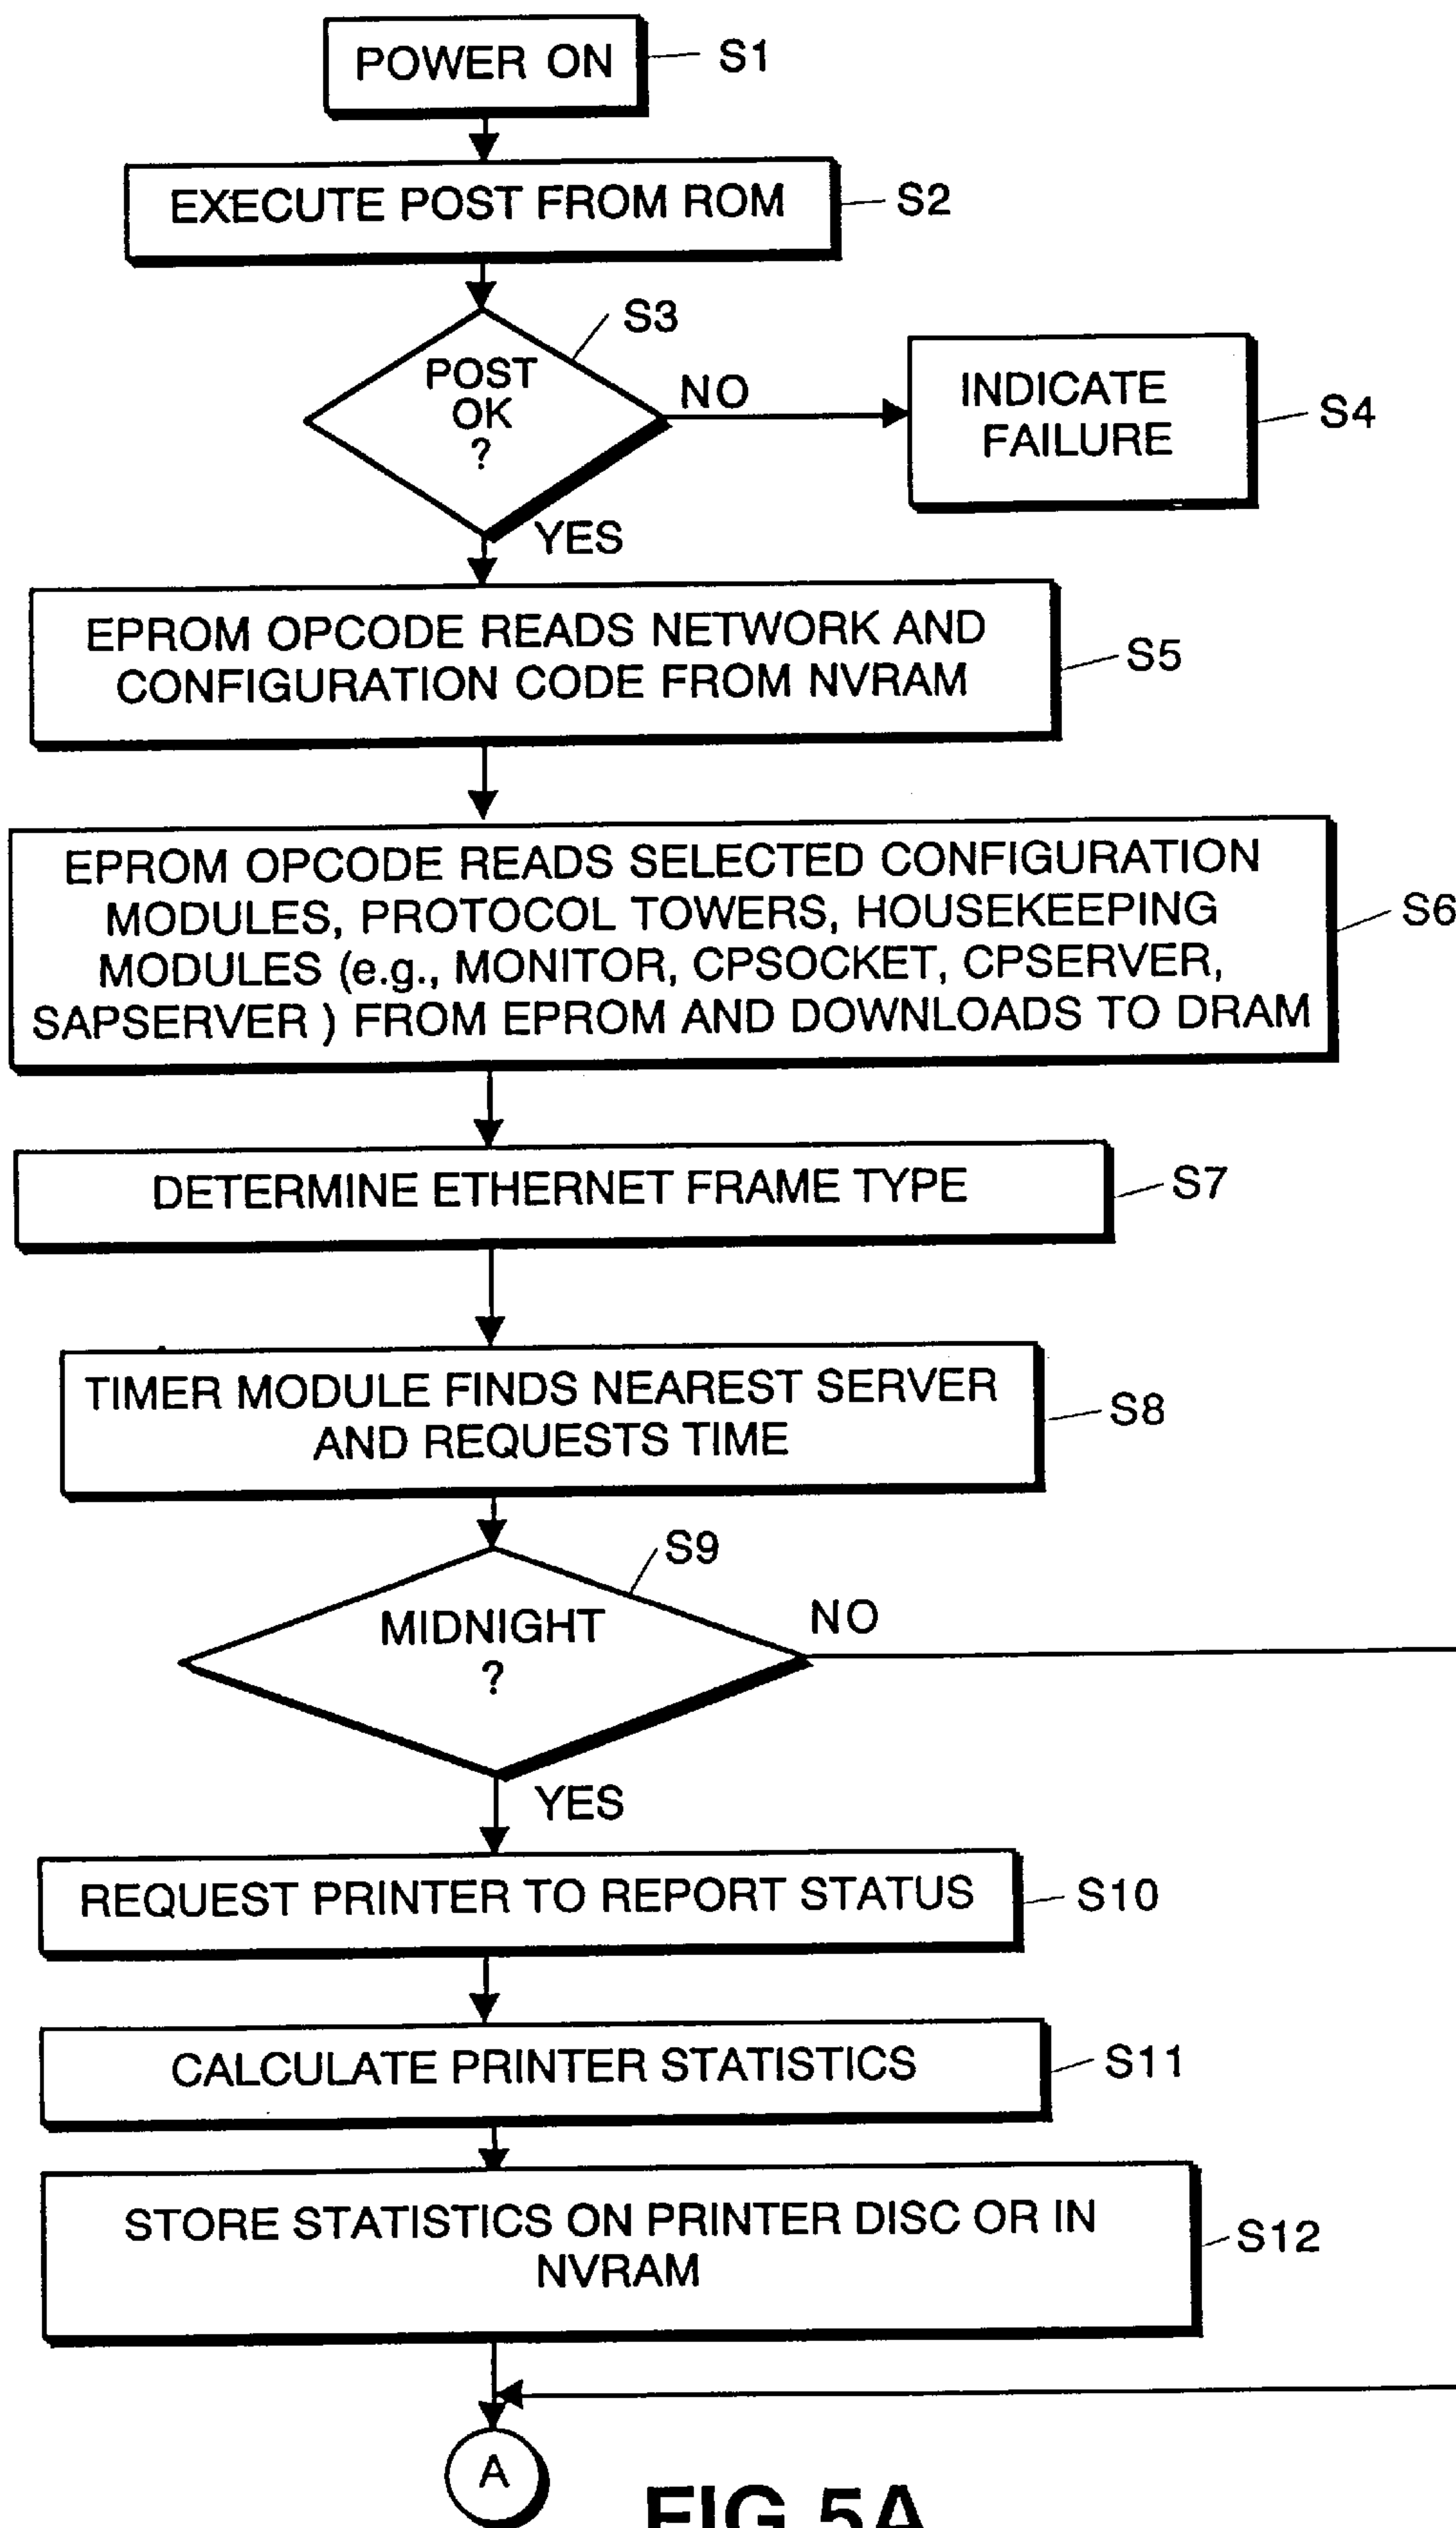 POWER ON
S1
EXECUTE POST FROM ROM
S2
S3
POST
OK
?
NO
INDICATE
FAILURE
S4
YES
EPROM OPCODE READS NETWORK AND
CONFIGURATION CODE FROM NVRAM
S5
EPROM OPCODE READS SELECTED CONFIGURATION
MODULES, PROTOCOL TOWERS, HOUSEKEEPING
MODULES (e.g., MONITOR, CPSOCKET, CPSERVER,
SAPSERVER ) FROM EPROM AND DOWNLOADS TO DRAM
S6
DETERMINE ETHERNET FRAME TYPE
S7
TIMER MODULE FINDS NEAREST SERVER
AND REQUESTS TIME
S8
S9
MIDNIGHT
?
NO
YES
REQUEST PRINTER TO REPORT STATUS
S10
CALCULATE PRINTER STATISTICS
S11
STORE STATISTICS ON PRINTER DISC OR IN
NVRAM
S12
A
FIG 5A